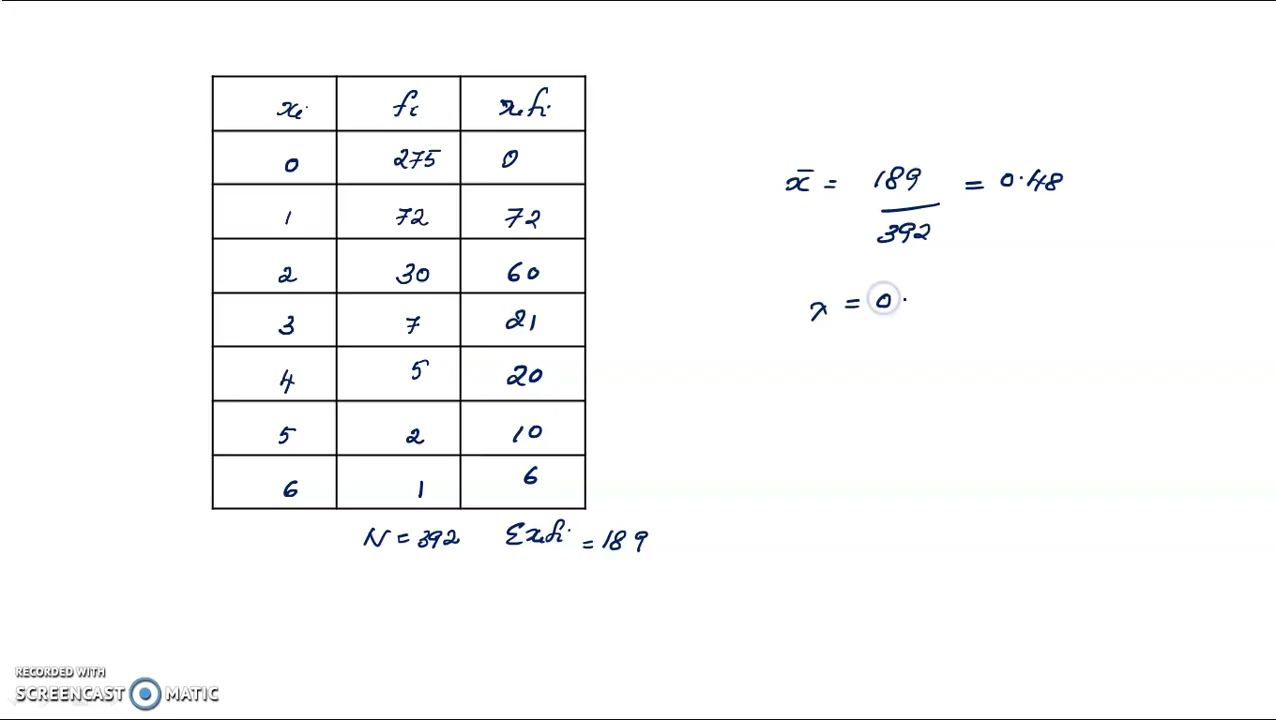 xi fi xifi
0 275 0
1 72 72
2 30 60
3 7 21
4 5 20
5 2 10
6 1 6
N = 392 Σxifi = 189
x̄ = 189/392 = 0.48
λ = 0.
RECORDED WITH
SCREENCAST MATIC